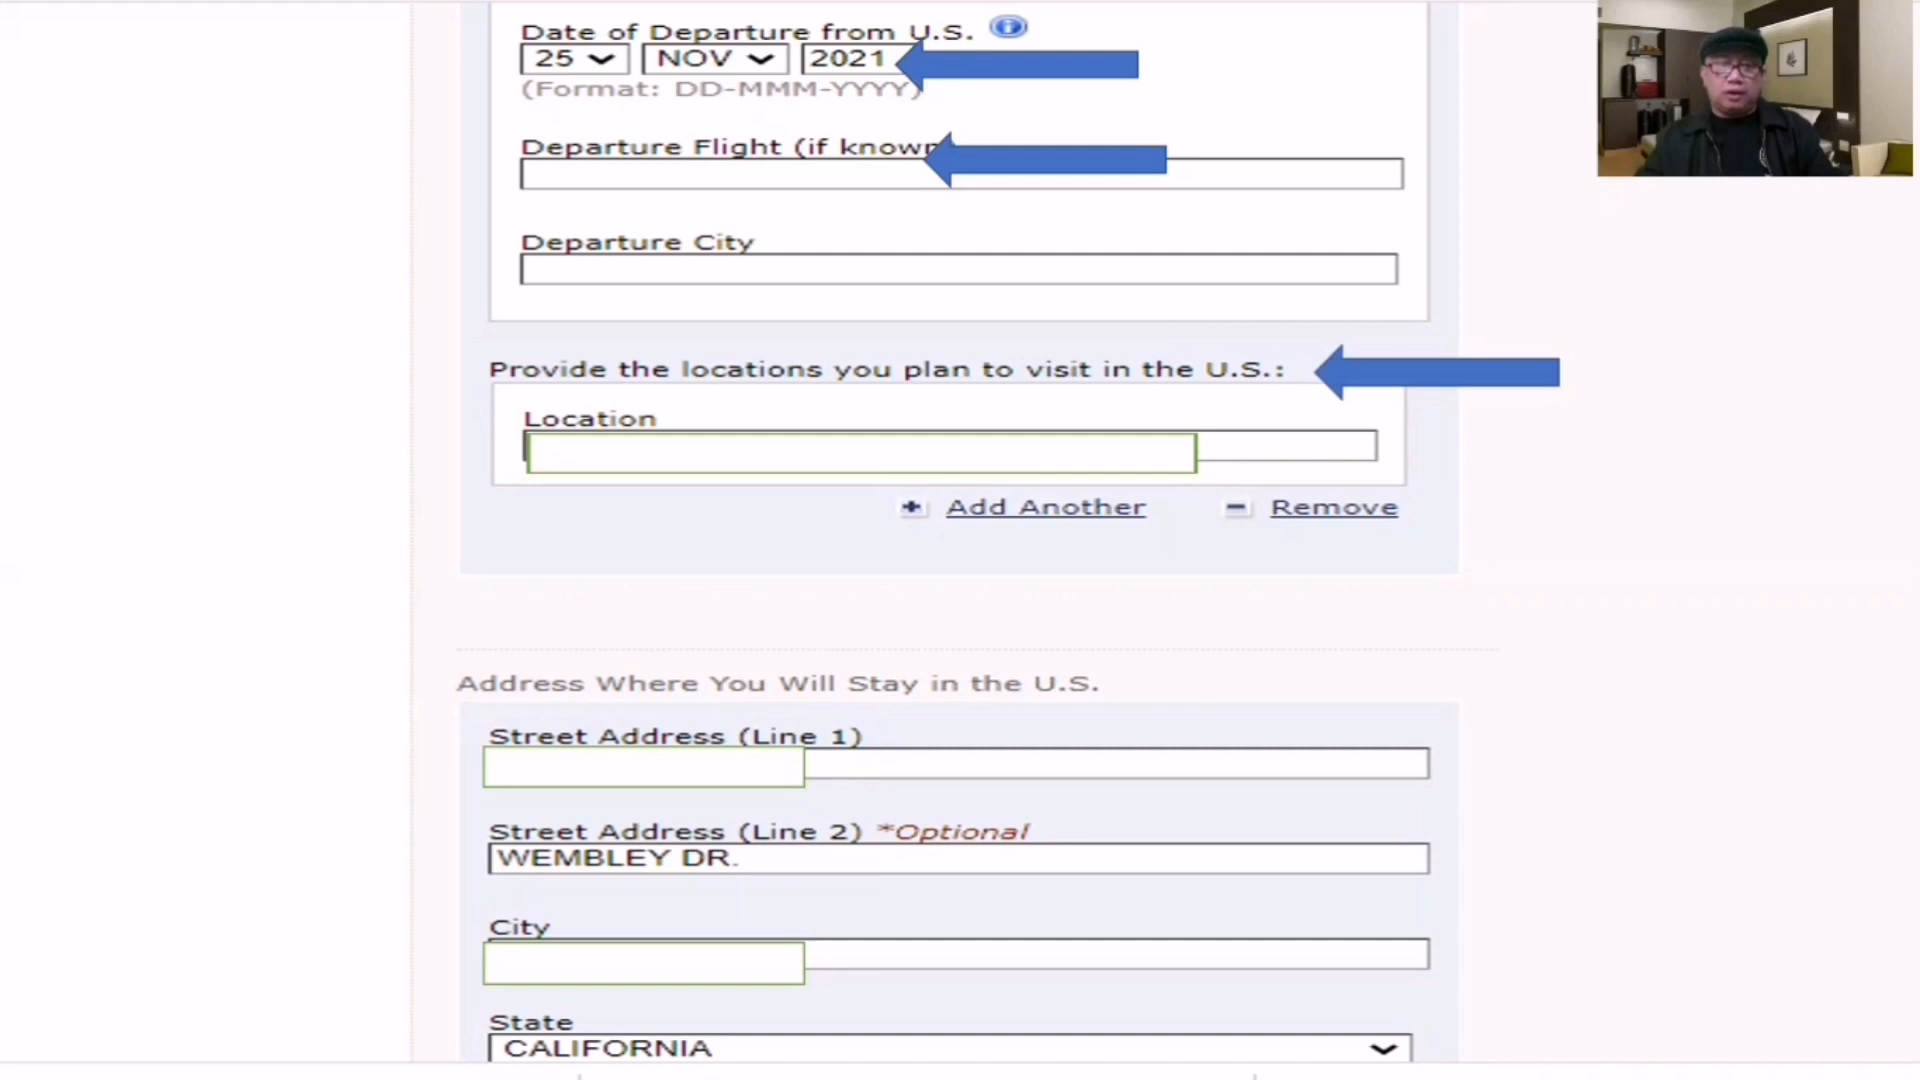 Date of Departure from U.S.
25 NOV 2021
(Format: DD-MMM-YYYY)
Departure Flight (if known
Departure City
Provide the locations you plan to visit in the U.S.:
Location
Add Another Remove
Address Where You Will Stay in the U.S.
Street Address (Line 1)
Street Address (Line 2) *Optional
WEMBLEY DR.
City
State
CALIFORNIA